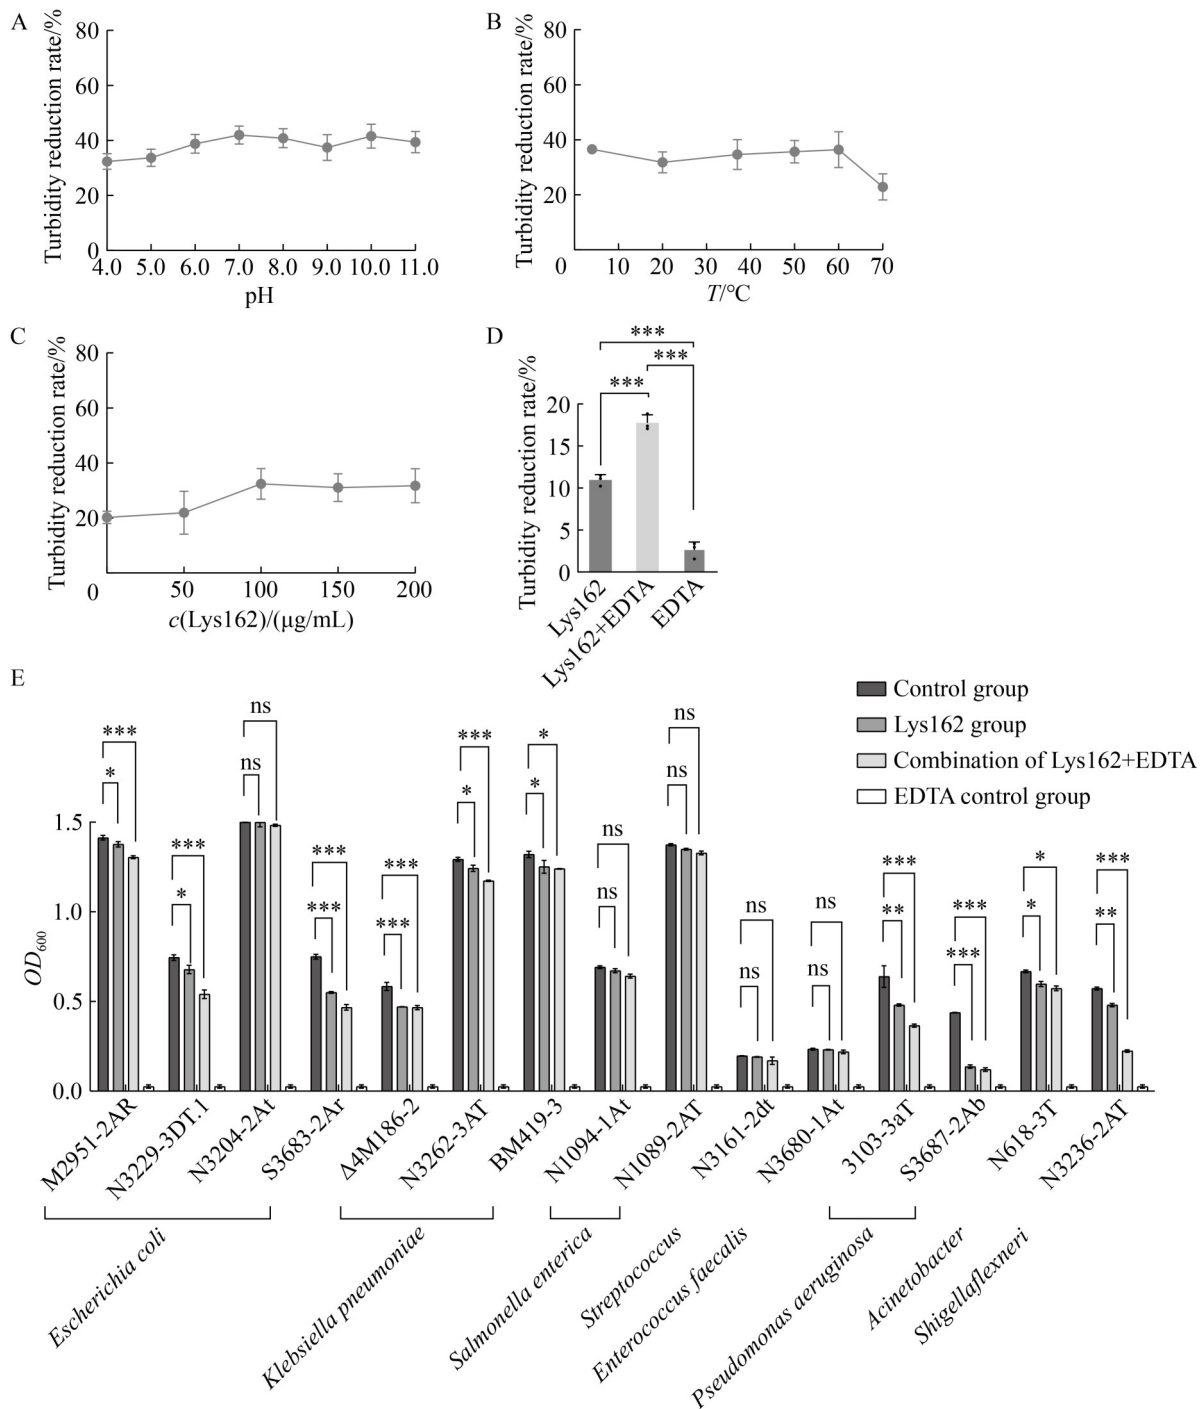 A
Turbidity reduction rate/%
80
60
40
20
0
4.0 5.0 6.0 7.0 8.0 9.0 10.0 11.0
pH
B
Turbidity reduction rate/%
80
60
40
20
0 10 20 30 40 50 60 70
T/°C
C
Turbidity reduction rate/%
80
60
40
20
0 50 100 150 200
c(Lys162)/(μg/mL)
D
Turbidity reduction rate/%
20
15
10
5
0
***
***
***
Lys162
Lys162+EDTA
EDTA
E
Control group
Lys162 group
Combination of Lys162+EDTA
EDTA control group
OD600
1.5
1.0
0.5
0.0
***
*
***
*
ns
ns
***
***
***
***
***
*
*
*
ns
ns
ns
ns
ns
ns
ns
ns
***
**
***
***
*
*
***
**
M2951-2AR
N3229-3DT.1
N3204-2At
S3683-2Ar
Δ4M186-2
N3262-3AT
BM419-3
N1094-1At
N1089-2AT
N3161-2dt
N3680-1At
3103-3aT
S3687-2Ab
N618-3T
N3236-2AT
Escherichia coli
Klebsiella pneumoniae
Salmonella enterica
Streptococcus
Enterococcus faecalis
Pseudomonas aeruginosa
Acinetobacter
Shigellaflexneri